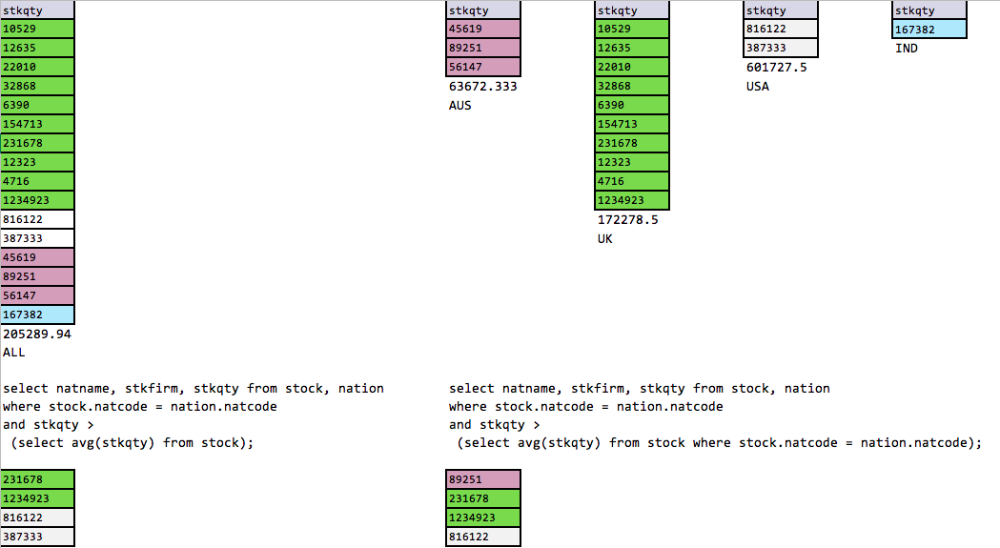 stkqty
10529
12635
22010
32868
6390
154713
231678
12323
4716
1234923
816122
387333
45619
89251
56147
167382
205289.94
ALL
stkqty
45619
89251
56147
63672.333
AUS
stkqty
10529
12635
22010
32868
6390
154713
231678
12323
4716
1234923
172278.5
UK
stkqty
816122
387333
601727.5
USA
stkqty
167382
IND
select natname, stkfirm, stkqty from stock, nation
where stock.natcode = nation.natcode
and stkqty >
(select avg(stkqty) from stock);
231678
1234923
816122
387333
select natname, stkfirm, stkqty from stock, nation
where stock.natcode = nation.natcode
and stkqty >
(select avg(stkqty) from stock where stock.natcode = nation.natcode);
89251
231678
1234923
816122